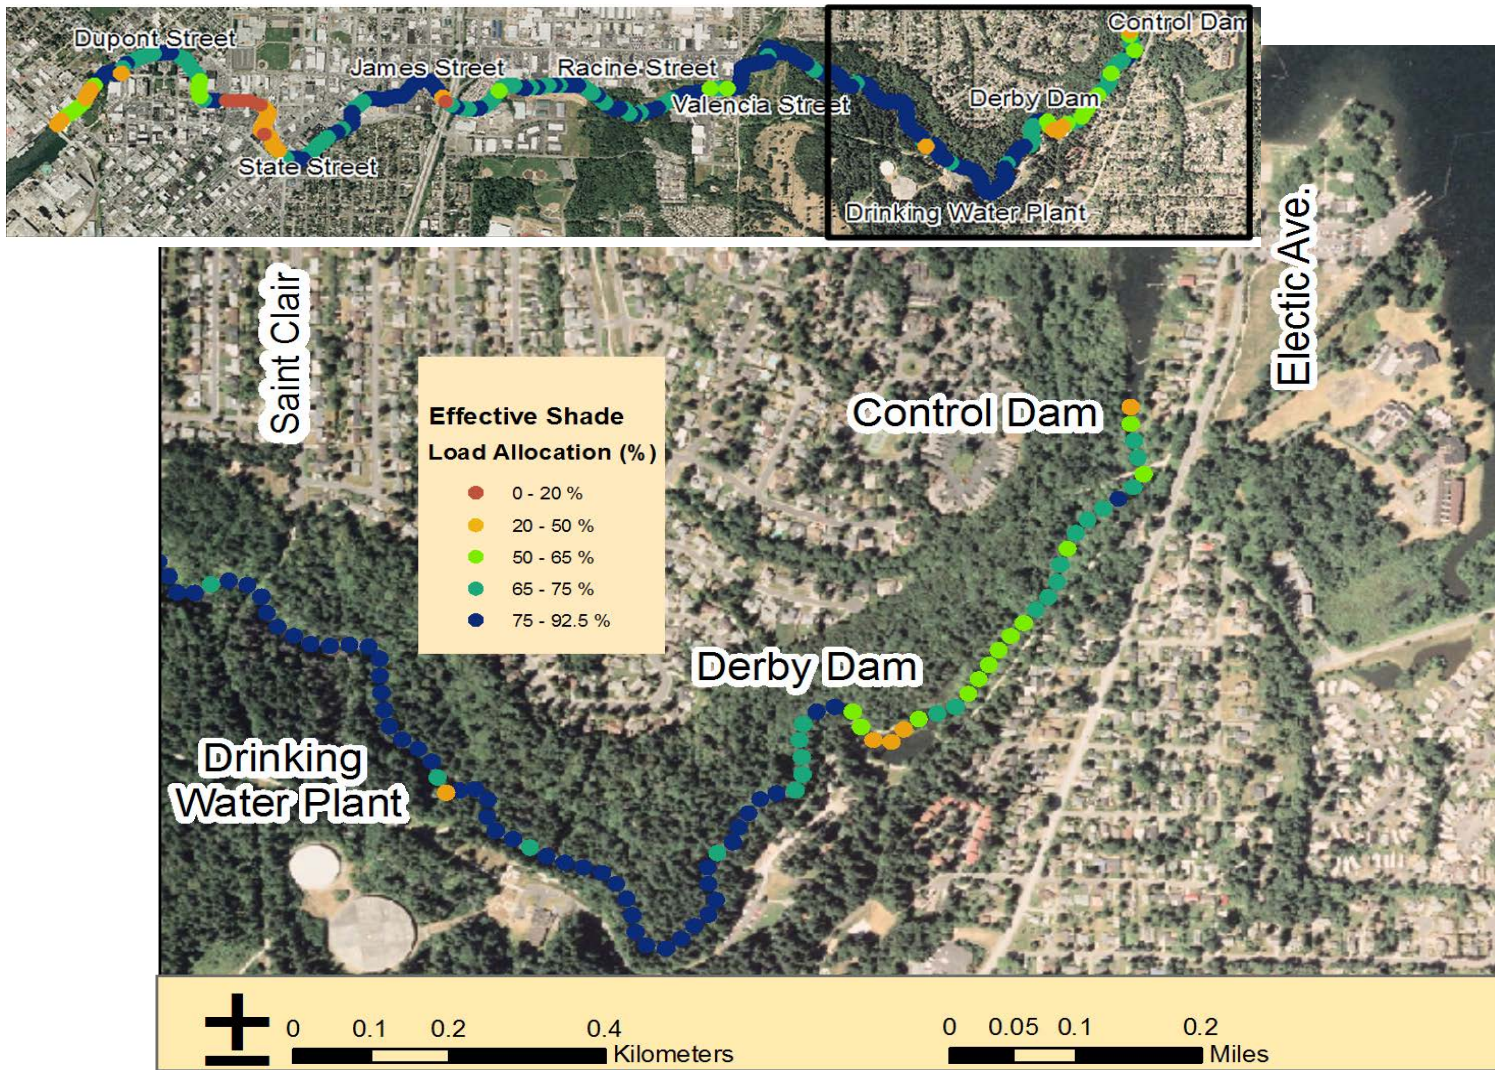 Control Dam
Dupont Street
James Street
Racine Street
Valencia Street
Derby Dam
State Street
Drinking Water Plant
Electic Ave.
Saint Clair
Effective Shade
Load Allocation (%)
0 - 20 %
20 - 50 %
50 - 65 %
65 - 75 %
75 - 92.5 %
Control Dam
Derby Dam
Drinking
Water Plant
0 0.1 0.2 0.4
Kilometers
0 0.05 0.1 0.2
Miles